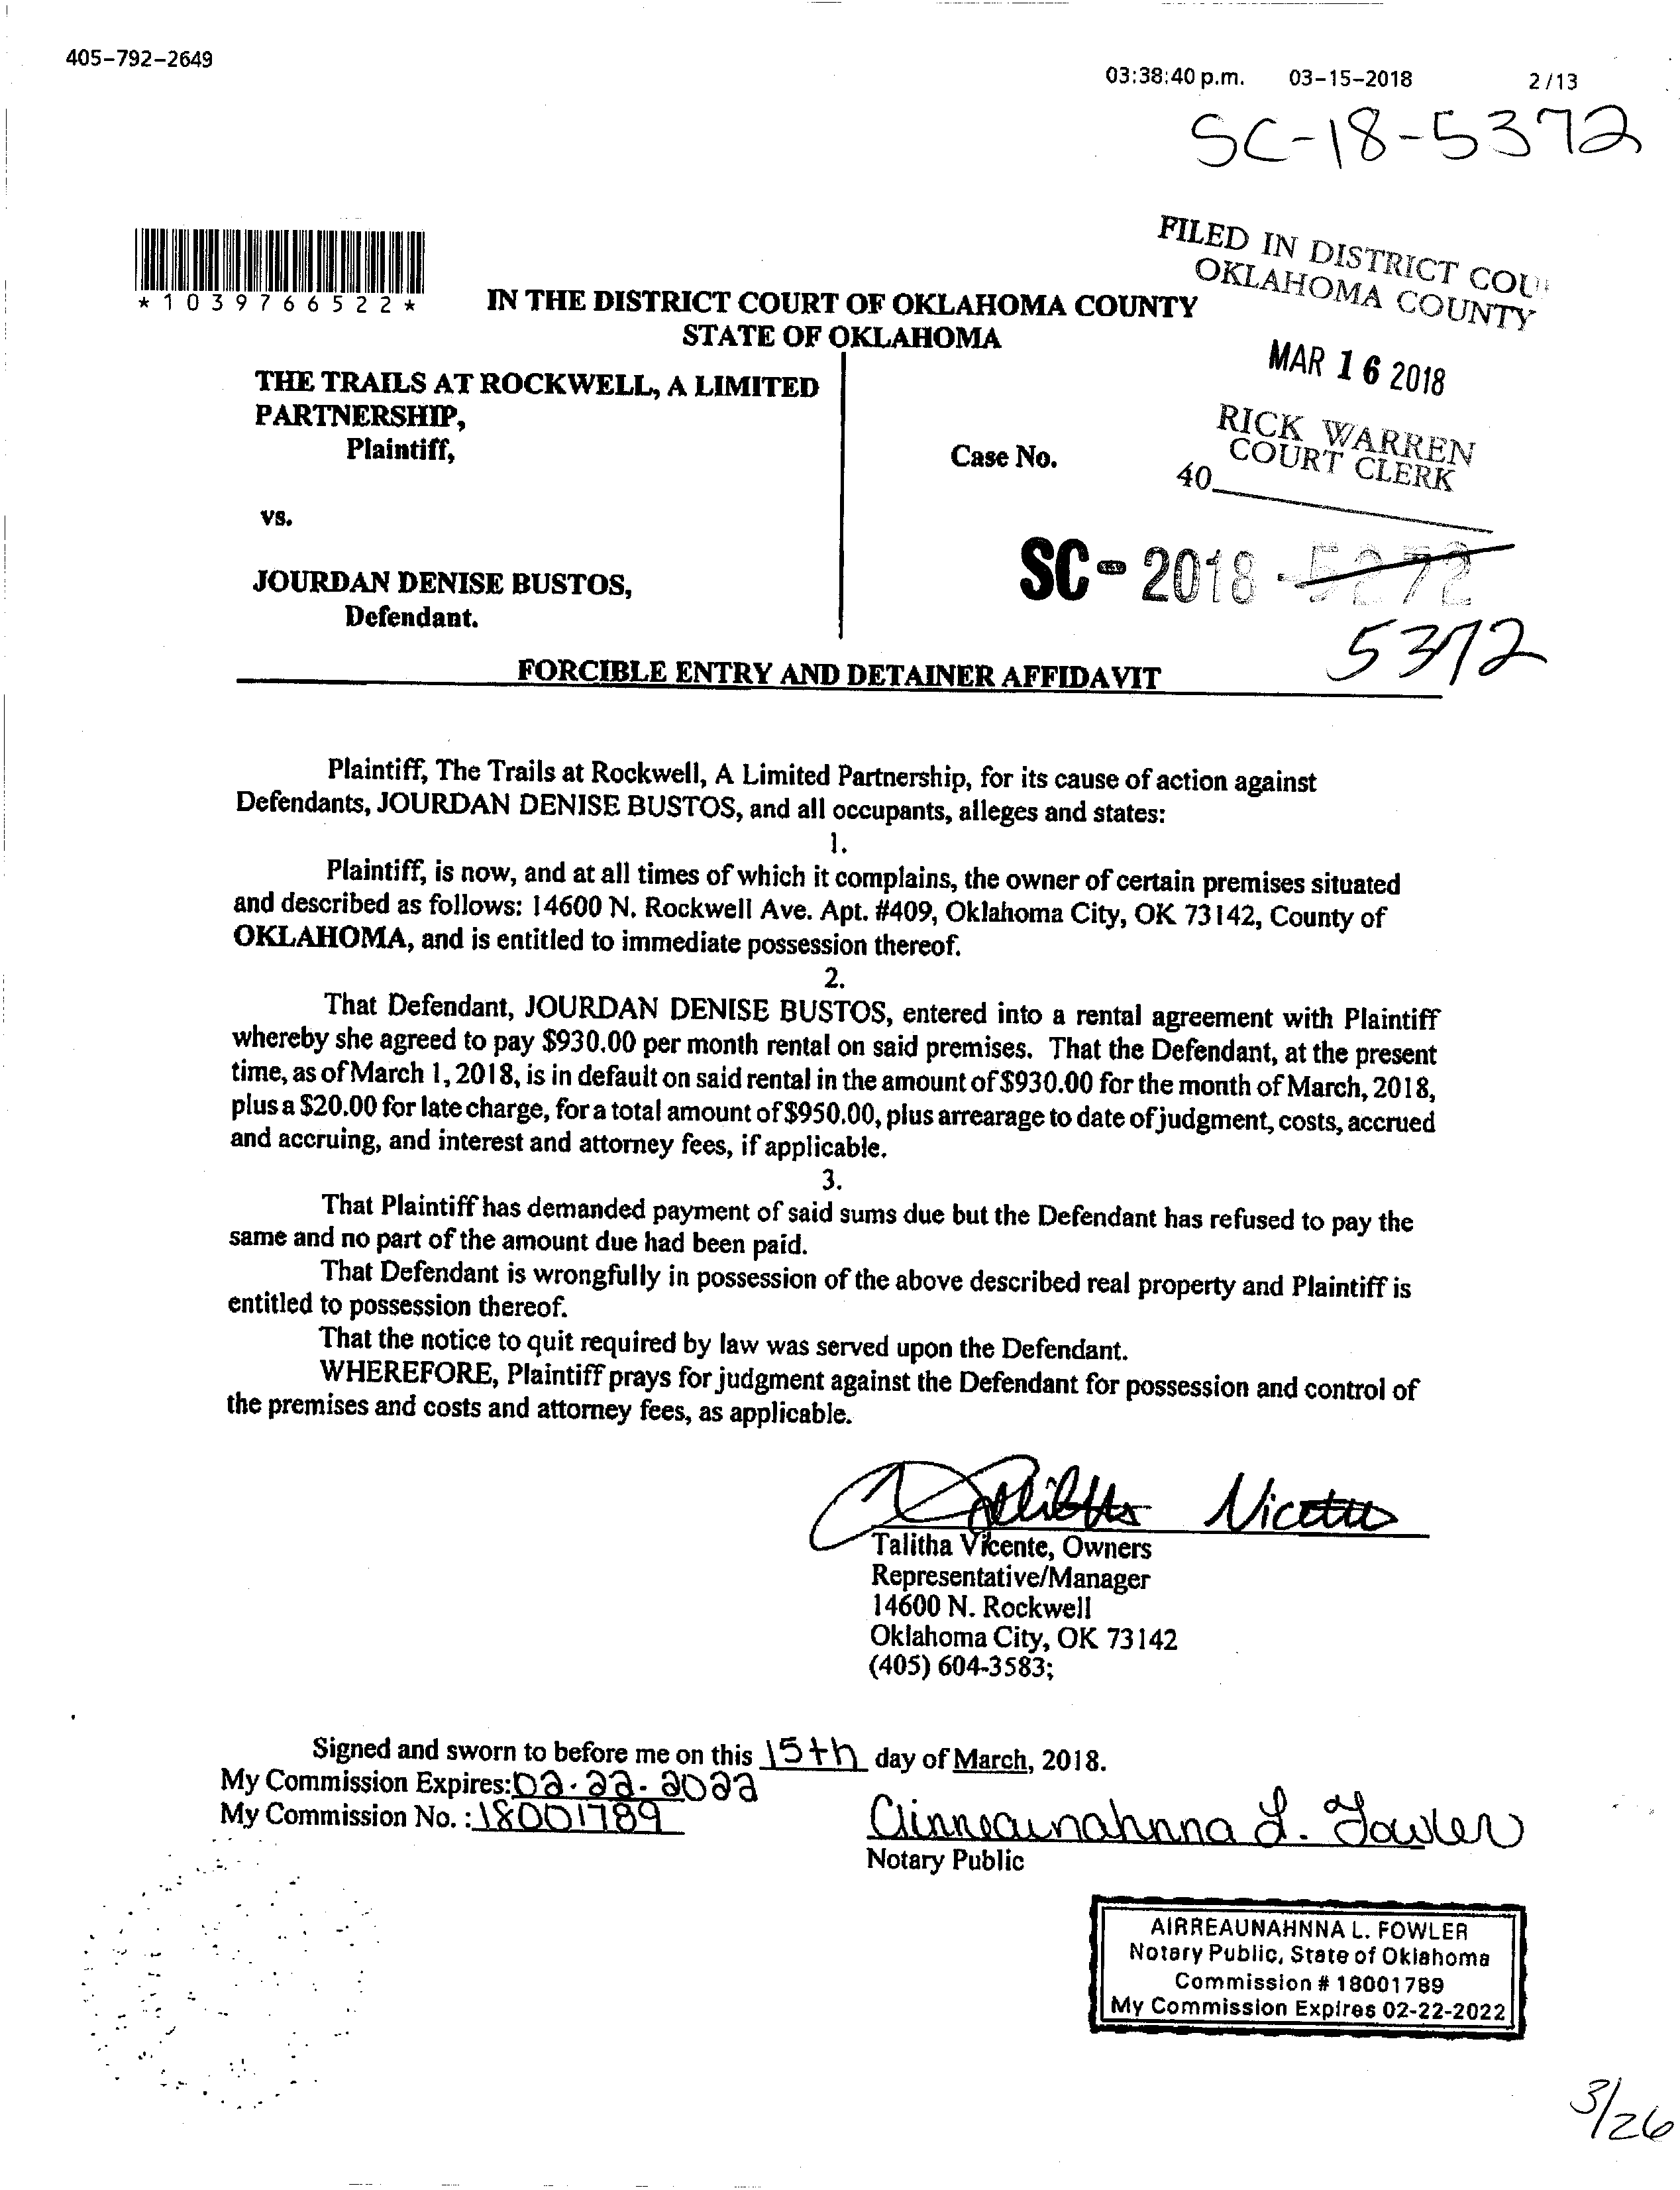 405-792-2649
03:38:40 p.m. 03-15-2018 2/13
SC-18-5372
FILED IN DISTRICT COU
OKLAHOMA COUNTY
*1039766522*
IN THE DISTRICT COURT OF OKLAHOMA COUNTY
STATE OF OKLAHOMA
MAR 16 2018
THE TRAILS AT ROCKWELL, A LIMITED
PARTNERSHIP,
Plaintiff,
Case No.
RICK WARREN
COURT CLERK
40
vs.
SC-2018-5272
JOURDAN DENISE BUSTOS,
Defendant.
5372
FORCIBLE ENTRY AND DETAINER AFFIDAVIT
Plaintiff, The Trails at Rockwell, A Limited Partnership, for its cause of action against
Defendants, JOURDAN DENISE BUSTOS, and all occupants, alleges and states:
1.
Plaintiff, is now, and at all times of which it complains, the owner of certain premises situated
and described as follows: 14600 N. Rockwell Ave. Apt. #409, Oklahoma City, OK 73142, County of
OKLAHOMA, and is entitled to immediate possession thereof.
2.
That Defendant, JOURDAN DENISE BUSTOS, entered into a rental agreement with Plaintiff
whereby she agreed to pay $930.00 per month rental on said premises. That the Defendant, at the present
time, as of March 1, 2018, is in default on said rental in the amount of $930.00 for the month of March, 2018,
plus a $20.00 for late charge, for a total amount of $950.00, plus arrearage to date of judgment, costs, accrued
and accruing, and interest and attorney fees, if applicable.
3.
That Plaintiff has demanded payment of said sums due but the Defendant has refused to pay the
same and no part of the amount due had been paid.
That Defendant is wrongfully in possession of the above described real property and Plaintiff is
entitled to possession thereof.
That the notice to quit required by law was served upon the Defendant.
WHEREFORE, Plaintiff prays for judgment against the Defendant for possession and control of
the premises and costs and attorney fees, as applicable.
Talitha Vicente, Owners
Representative/Manager
14600 N. Rockwell
Oklahoma City, OK 73142
(405) 604-3583;
Signed and sworn to before me on this 15th day of March, 2018.
My Commission Expires: 02.22.2022
My Commission No. : 18001789
Airreaunahnna L. Fowler
Notary Public
AIRREAUNAHNNA L. FOWLER
Notary Public, State of Oklahoma
Commission # 18001789
My Commission Expires 02-22-2022
3/26